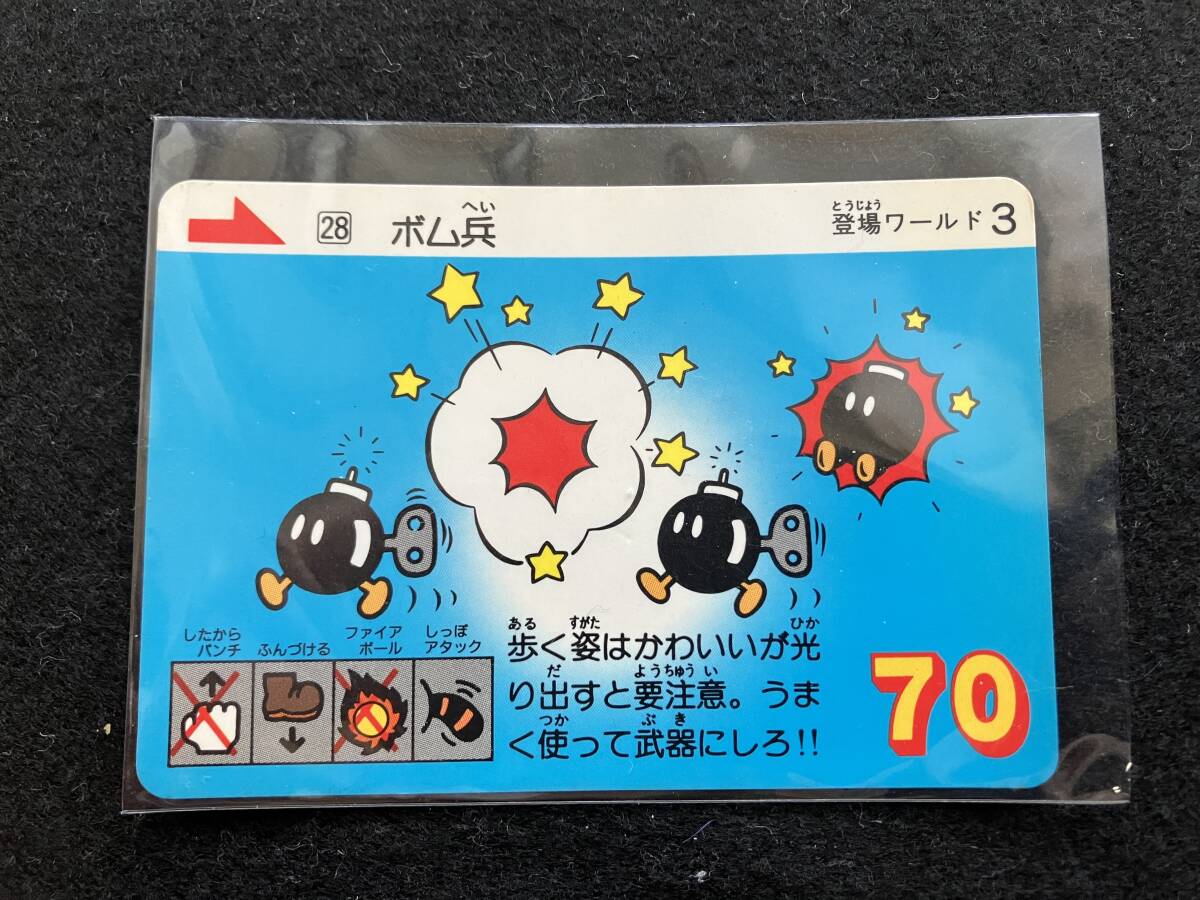 28 ボム兵 登場ワールド3
へい
とうじょう
したから
パンチ
ふんづける
ファイア
ボール
しっぽ
アタック
ある すがた ひか
歩く姿はかわいいが光
だ ようちゅう い
り出すと要注意。うま
つか ぶ き
く使って武器にしろ!!
70